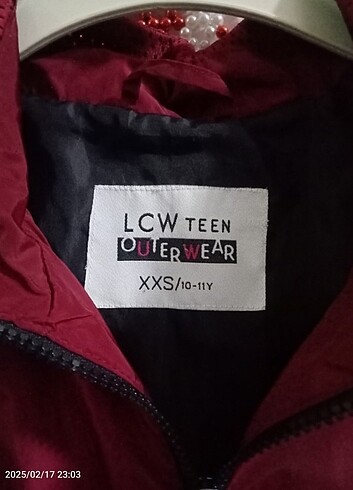 LCW TEEN
OUTERWEAR
XXS/10-11Y
2025/02/17 23:03